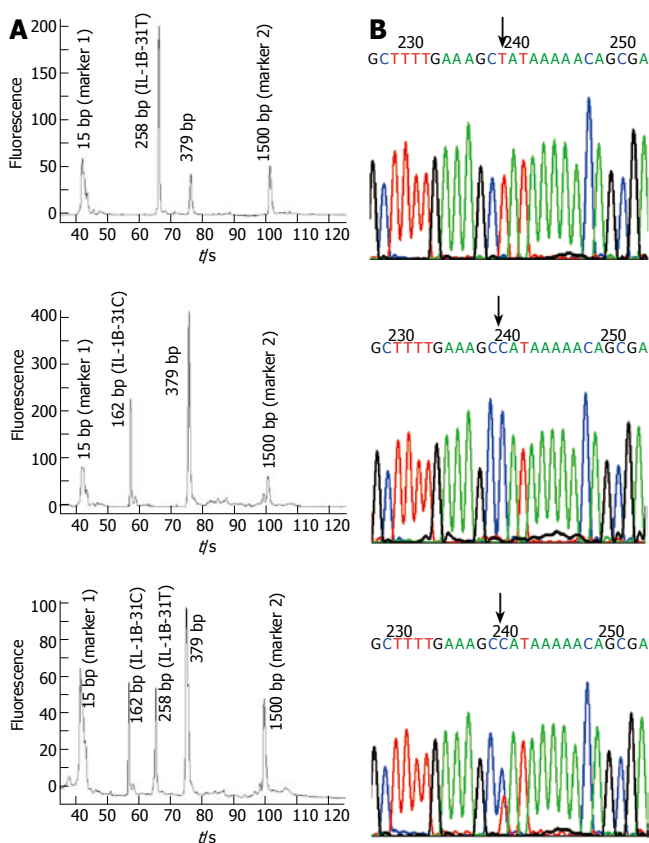 A
200
150
100
50
0
Fluorescence
15 bp (marker 1)
258 bp (IL-1B-31T)
379 bp
1500 bp (marker 2)
40 50 60 70 80 90 100 110 120
t/s
400
300
200
100
0
Fluorescence
15 bp (marker 1)
162 bp (IL-1B-31C)
379 bp
1500 bp (marker 2)
40 50 60 70 80 90 100 110 120
t/s
100
80
60
40
20
0
Fluorescence
15 bp (marker 1)
162 bp (IL-1B-31C)
258 bp (IL-1B-31T)
379 bp
1500 bp (marker 2)
40 50 60 70 80 90 100 110 120
t/s
B
230 240 250
GCTTTTGAAAGCTATAAAAACAGCGA
230 240 250
GCTTTTGAAAGCCATAAAAACAGCGA
230 240 250
GCTTTTGAAAGCCATAAAAACAGCGA